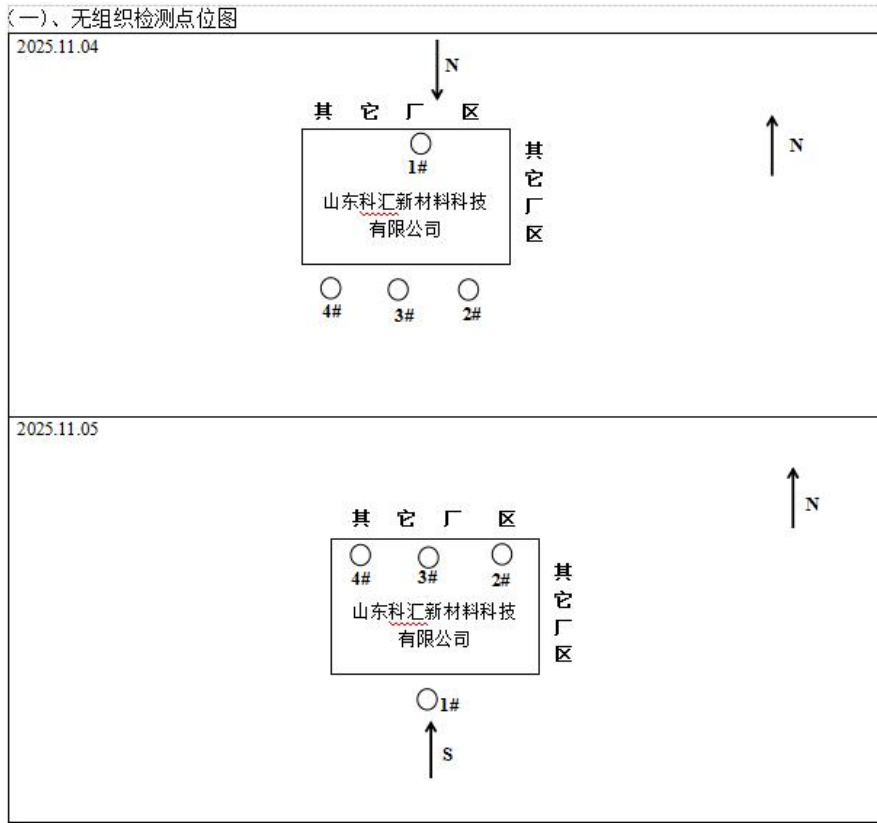 (一)、无组织检测点位图
2025.11.04
N
其它厂区
N
1#
其它厂区
山东科汇新材料科技
有限公司
4# 3# 2#
2025.11.05
N
其它厂区
4# 3# 2#
其它厂区
山东科汇新材料科技
有限公司
1#
S